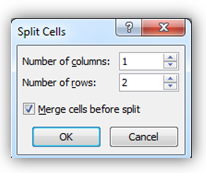 Split Cells
Number of columns: 1
Number of rows: 2
Merge cells before split
OK Cancel